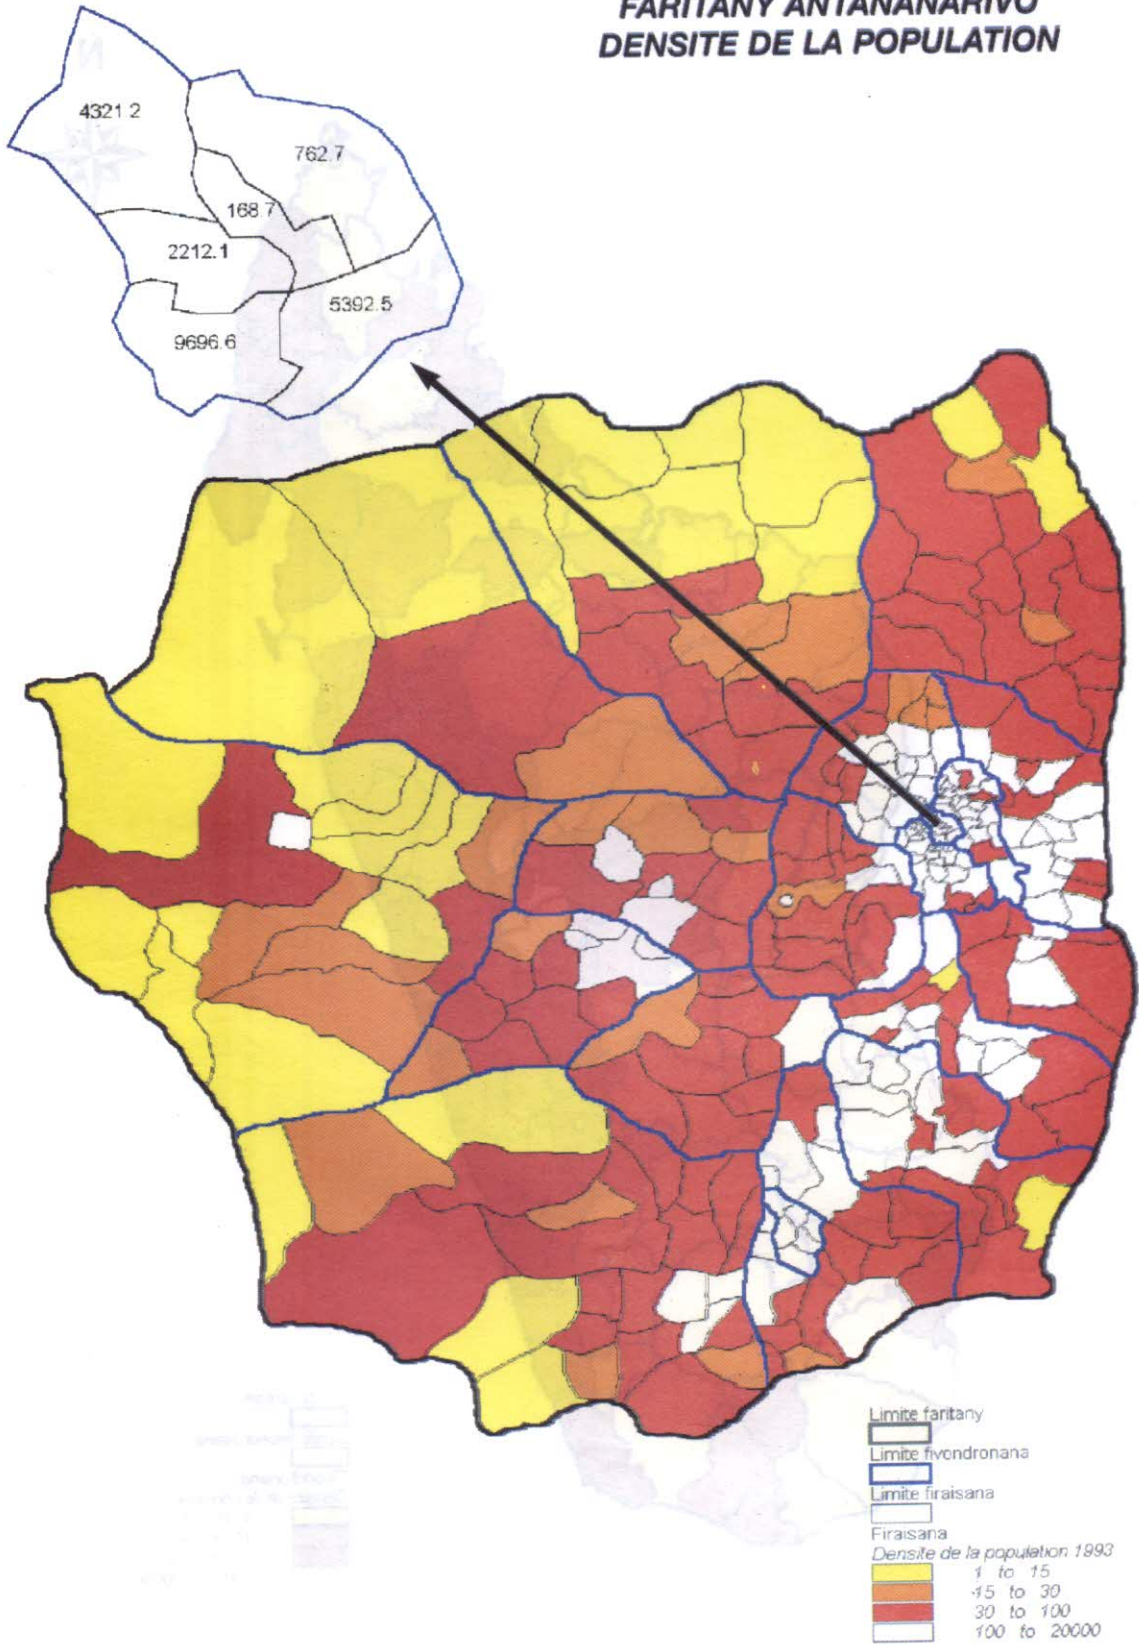 FARITANY ANTANANARIVO
DENSITE DE LA POPULATION
N
4321.2
762.7
168.7
2212.1
5392.5
9696.6
Limite faritany
Limite fivondronana
Limite firaisana
Firaisana
Densite de la population 1993
1 to 15
15 to 30
30 to 100
100 to 20000